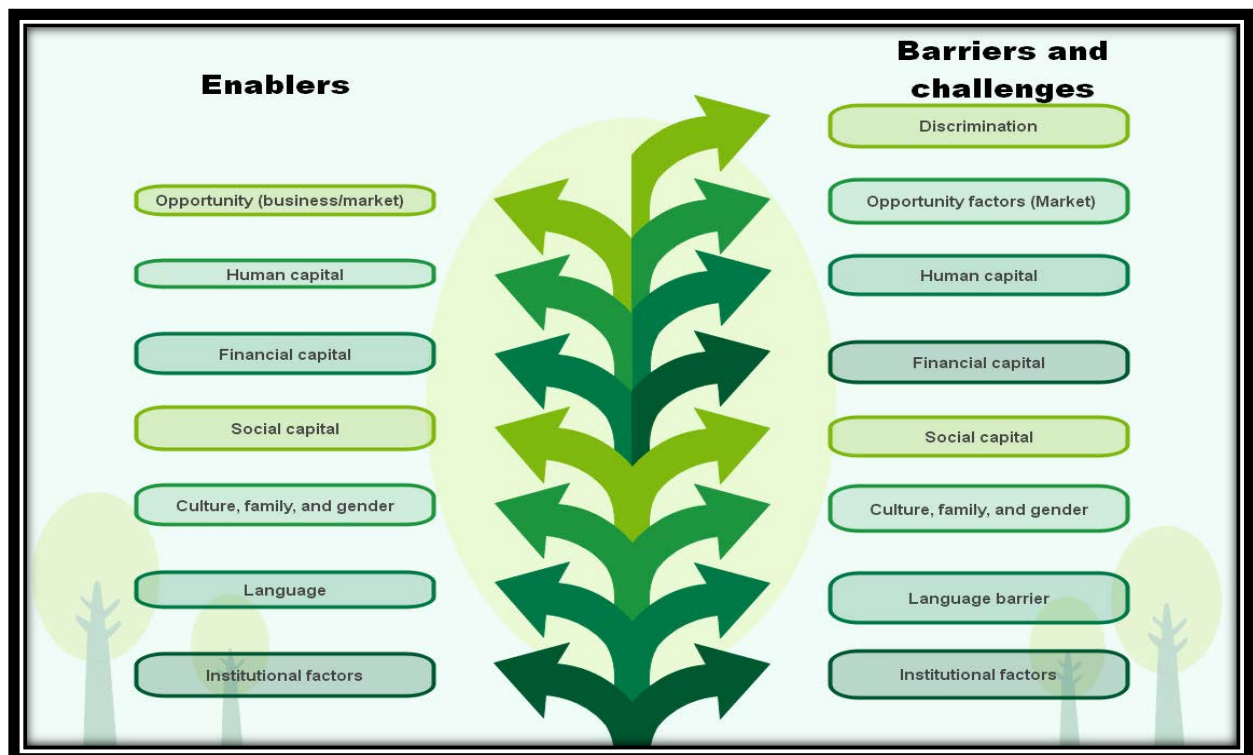 Enablers
Opportunity (business/market)
Human capital
Financial capital
Social capital
Culture, family, and gender
Language
Institutional factors
Barriers and
challenges
Discrimination
Opportunity factors (Market)
Human capital
Financial capital
Social capital
Culture, family, and gender
Language barrier
Institutional factors